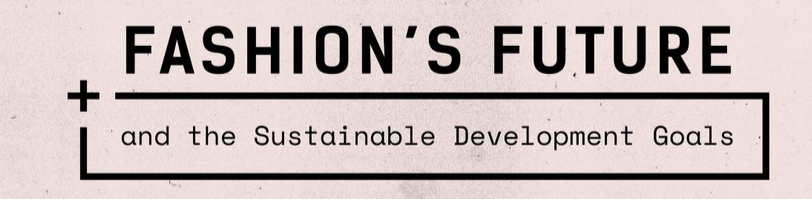 FASHION’S FUTURE
and the Sustainable Development Goals